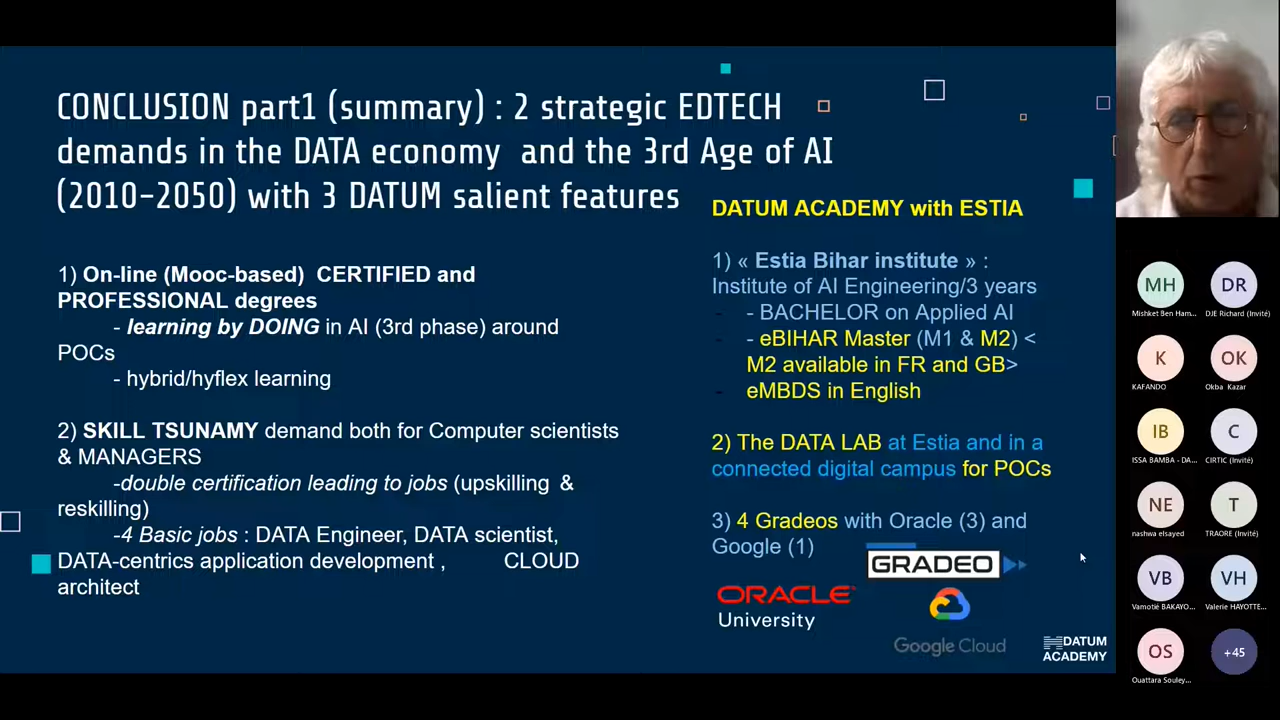 CONCLUSION part1 (summary) : 2 strategic EDTECH
demands in the DATA economy and the 3rd Age of AI
(2010-2050) with 3 DATUM salient features
1) On-line (Mooc-based) CERTIFIED and
PROFESSIONAL degrees
- learning by DOING in AI (3rd phase) around
POCs
- hybrid/hyflex learning
2) SKILL TSUNAMY demand both for Computer scientists
& MANAGERS
-double certification leading to jobs (upskilling &
reskilling)
-4 Basic jobs : DATA Engineer, DATA scientist,
DATA-centrics application development , CLOUD
architect
DATUM ACADEMY with ESTIA
1) « Estia Bihar institute » :
Institute of AI Engineering/3 years
- - BACHELOR on Applied AI
- - eBIHAR Master (M1 & M2) <
M2 available in FR and GB>
- eMBDS in English
2) The DATA LAB at Estia and in a
connected digital campus for POCs
3) 4 Gradeos with Oracle (3) and
Google (1)
GRADEO
ORACLE
University
Google Cloud
DATUM
ACADEMY
MH
Mishket Ben Ham...
DR
DJE Richard (Invité)
K
KAFANDO
OK
Okba Kazar
IB
ISSA BAMBA - DA...
C
CIRTIC (Invité)
NE
nashwa elsayed
T
TRAORE (Invité)
VB
Vamotié BAKAYO...
VH
Valerie HAYOTTE...
OS
Ouattara Souley...
+45